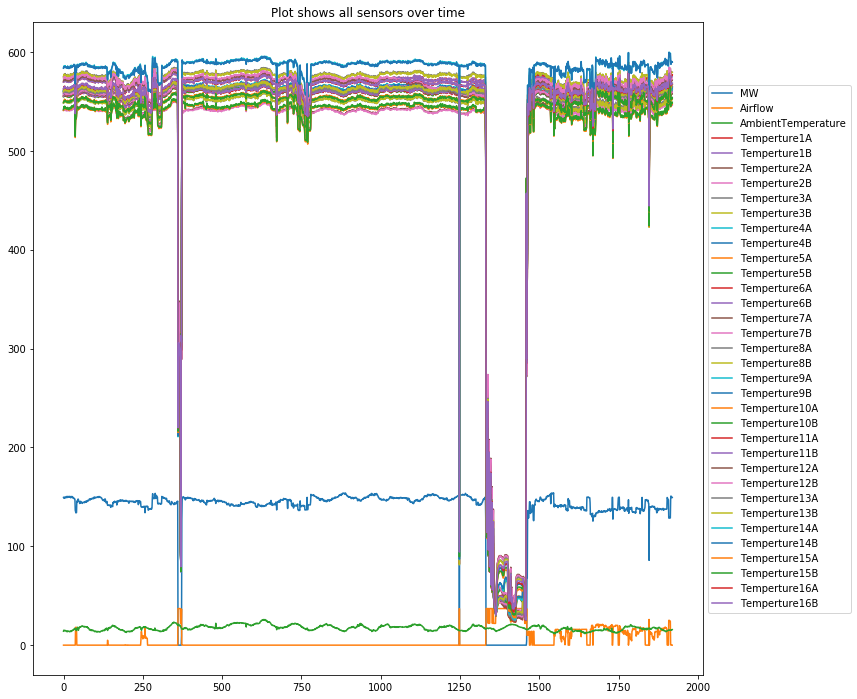 Plot shows all sensors over time
600
500
400
300
200
100
0
0 250 500 750 1000 1250 1500 1750 2000
MW
Airflow
AmbientTemperature
Temperture1A
Temperture1B
Temperture2A
Temperture2B
Temperture3A
Temperture3B
Temperture4A
Temperture4B
Temperture5A
Temperture5B
Temperture6A
Temperture6B
Temperture7A
Temperture7B
Temperture8A
Temperture8B
Temperture9A
Temperture9B
Temperture10A
Temperture10B
Temperture11A
Temperture11B
Temperture12A
Temperture12B
Temperture13A
Temperture13B
Temperture14A
Temperture14B
Temperture15A
Temperture15B
Temperture16A
Temperture16B